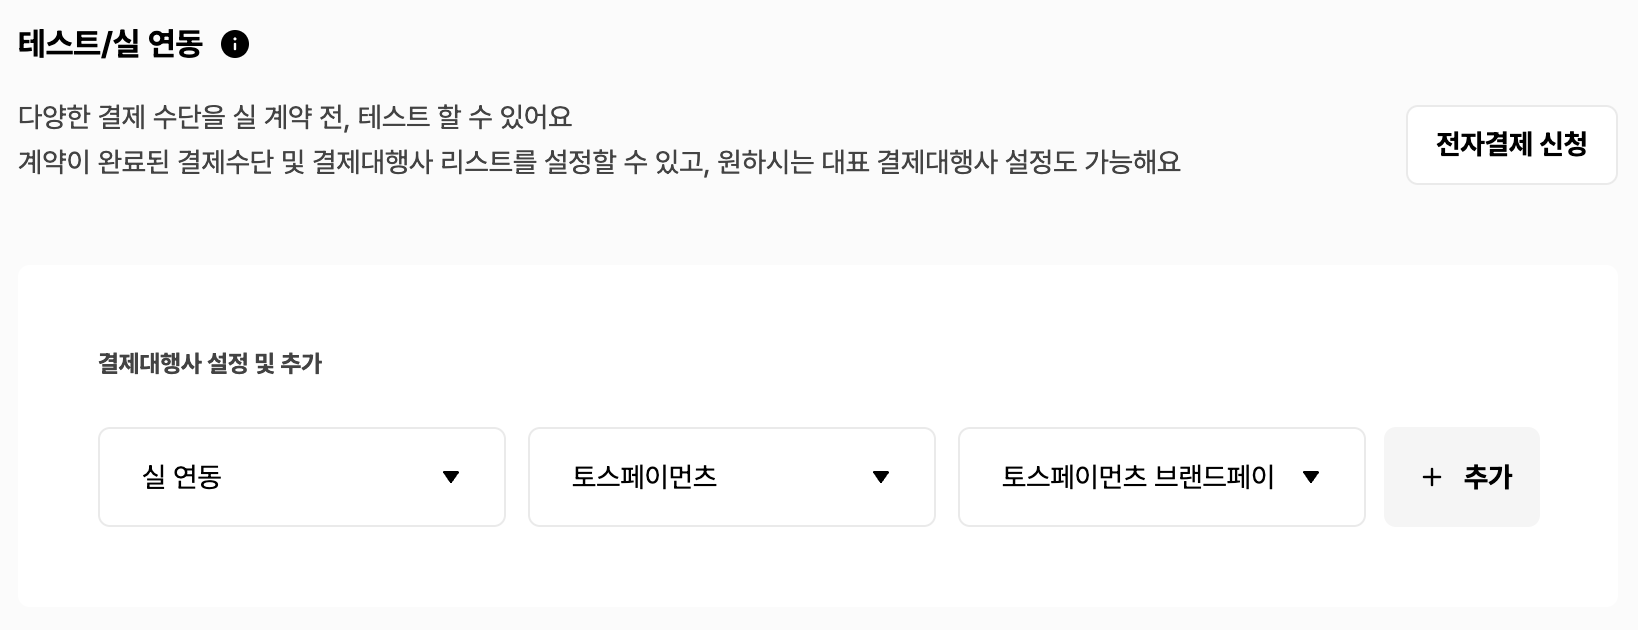 테스트/실 연동
다양한 결제 수단을 실 계약 전, 테스트 할 수 있어요
계약이 완료된 결제수단 및 결제대행사 리스트를 설정할 수 있고, 원하시는 대표 결제대행사 설정도 가능해요
전자결제 신청
결제대행사 설정 및 추가
실 연동
토스페이먼츠
토스페이먼츠 브랜드페이
+ 추가